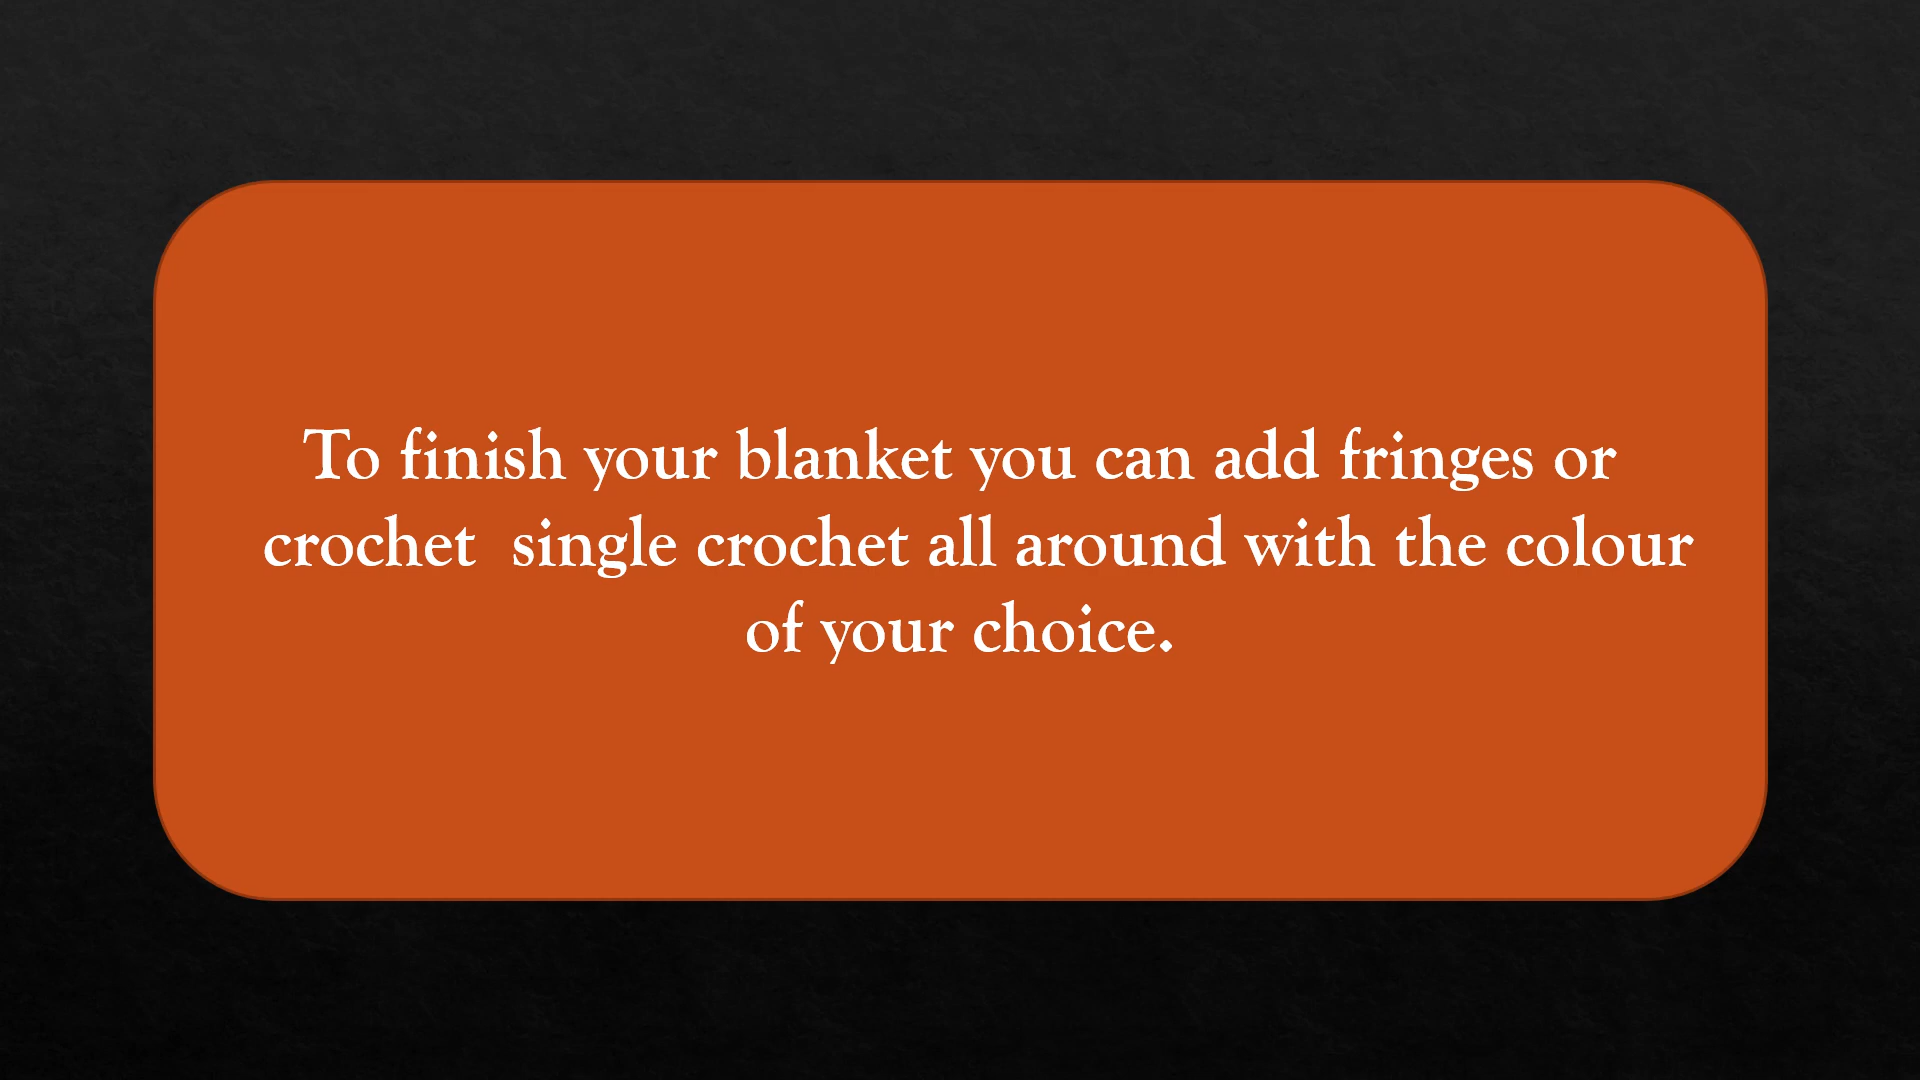 To finish your blanket you can add fringes or
crochet  single crochet all around with the colour
of your choice.